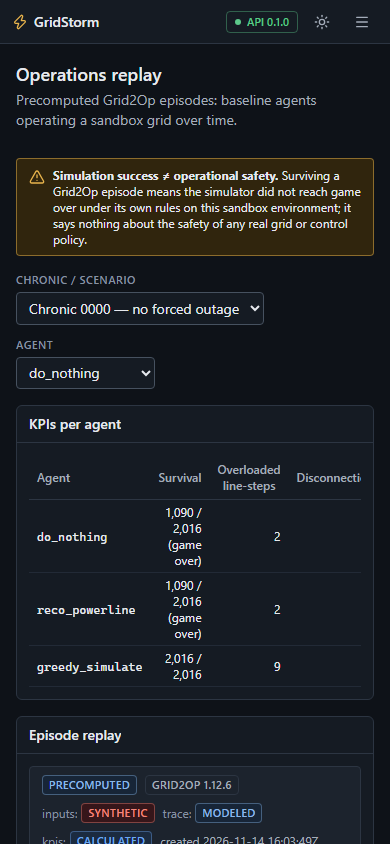 GridStorm
API 0.1.0
Operations replay
Precomputed Grid2Op episodes: baseline agents
operating a sandbox grid over time.
Simulation success ≠ operational safety. Surviving a
Grid2Op episode means the simulator did not reach game
over under its own rules on this sandbox environment; it
says nothing about the safety of any real grid or control
policy.
CHRONIC / SCENARIO
Chronic 0000 — no forced outage
AGENT
do_nothing
KPIs per agent
Agent Survival Overloaded line-steps Disconnecti
do_nothing 1,090 / 2,016 (game over) 2
reco_powerline 1,090 / 2,016 (game over) 2
greedy_simulate 2,016 / 2,016 9
Episode replay
PRECOMPUTED GRID2OP 1.12.6
inputs: SYNTHETIC trace: MODELED
kpis: CALCULATED created 2026-11-14 16:03:49Z